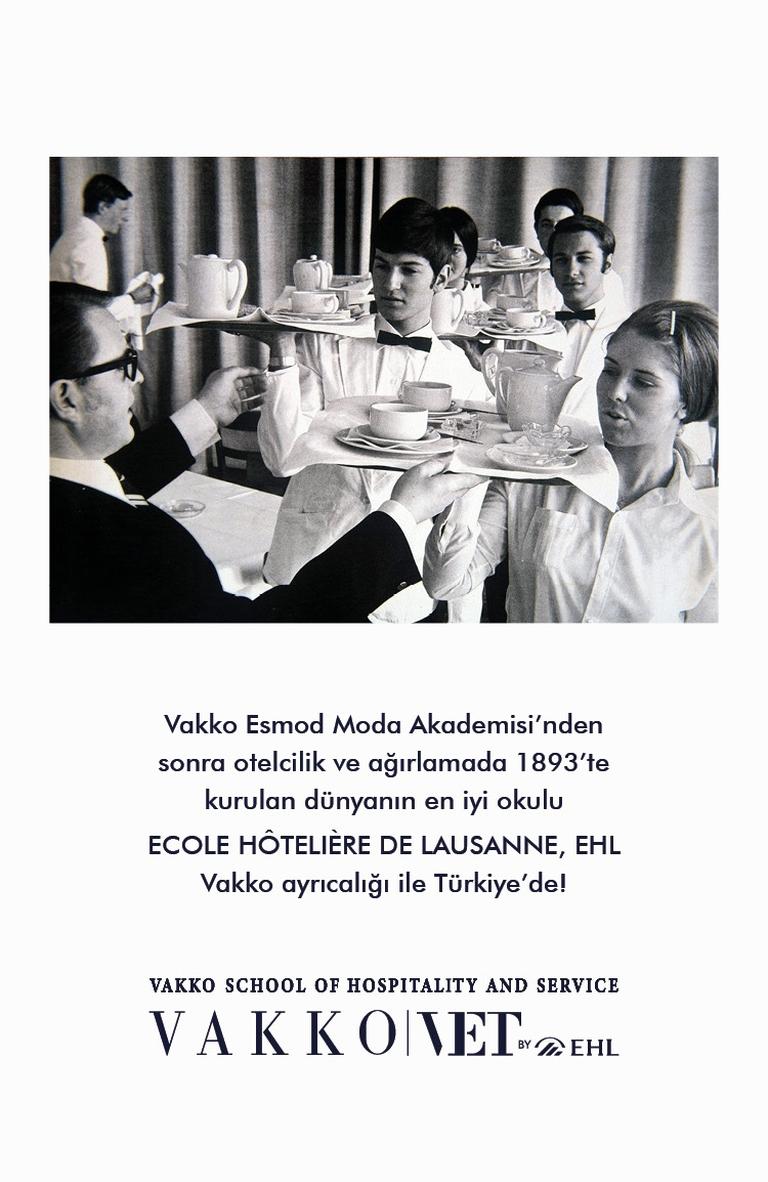 Vakko Esmod Moda Akademisi’nden
sonra otelcilik ve ağırlamada 1893’te
kurulan dünyanın en iyi okulu
ECOLE HÔTELIÈRE DE LAUSANNE, EHL
Vakko ayrıcalığı ile Türkiye’de!
VAKKO SCHOOL OF HOSPITALITY AND SERVICE
VAKKO | VET BY EHL